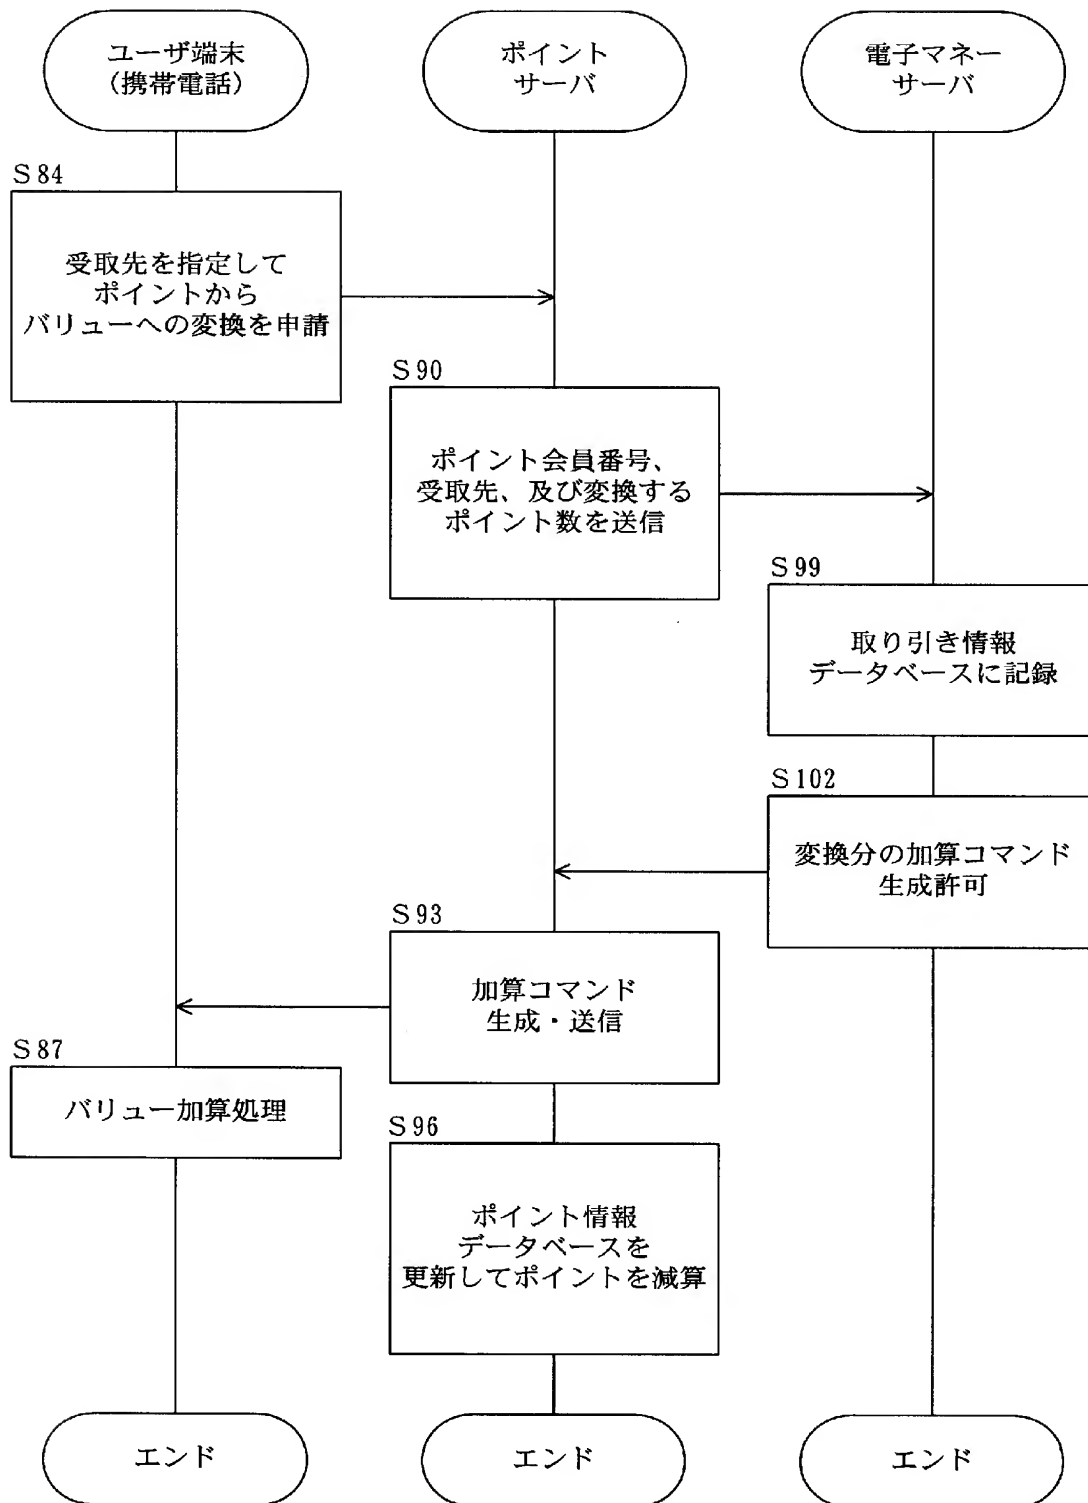 ユーザ端末
(携帯電話)
ポイント
サーバ
電子マネー
サーバ
S84
受取先を指定して
ポイントから
バリューへの変換を申請
S90
ポイント会員番号、
受取先、及び変換する
ポイント数を送信
S99
取り引き情報
データベースに記録
S102
変換分の加算コマンド
生成許可
S93
加算コマンド
生成・送信
S87
バリュー加算処理
S96
ポイント情報
データベースを
更新してポイントを減算
エンド
エンド
エンド